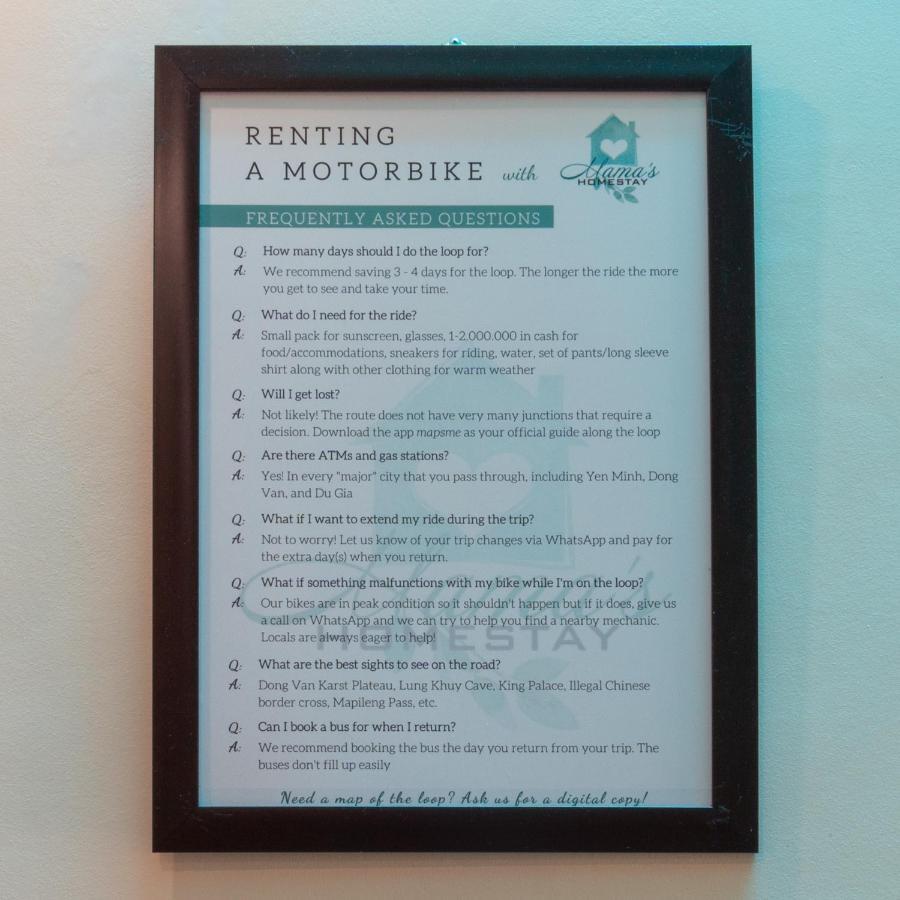 RENTING
A MOTORBIKE with
Mama's
HOMESTAY
FREQUENTLY ASKED QUESTIONS
Q: How many days should I do the loop for?
A: We recommend saving 3 - 4 days for the loop. The longer the ride the more
you get to see and take your time.
Q: What do I need for the ride?
A: Small pack for sunscreen, glasses, 1-2.000.000 in cash for
food/accommodations, sneakers for riding, water, set of pants/long sleeve
shirt along with other clothing for warm weather
Q: Will I get lost?
A: Not likely! The route does not have very many junctions that require a
decision. Download the app mapsme as your official guide along the loop
Q: Are there ATMs and gas stations?
A: Yes! In every "major" city that you pass through, including Yen Minh, Dong
Van, and Du Gia
Q: What if I want to extend my ride during the trip?
A: Not to worry! Let us know of your trip changes via WhatsApp and pay for
the extra day(s) when you return.
Q: What if something malfunctions with my bike while I'm on the loop?
A: Our bikes are in peak condition so it shouldn't happen but if it does, give us
a call on WhatsApp and we can try to help you find a nearby mechanic.
Locals are always eager to help!
Mama's
HOMESTAY
Q: What are the best sights to see on the road?
A: Dong Van Karst Plateau, Lung Khuy Cave, King Palace, Illegal Chinese
border cross, Mapileng Pass, etc.
Q: Can I book a bus for when I return?
A: We recommend booking the bus the day you return from your trip. The
buses don't fill up easily
Need a map of the loop? Ask us for a digital copy!